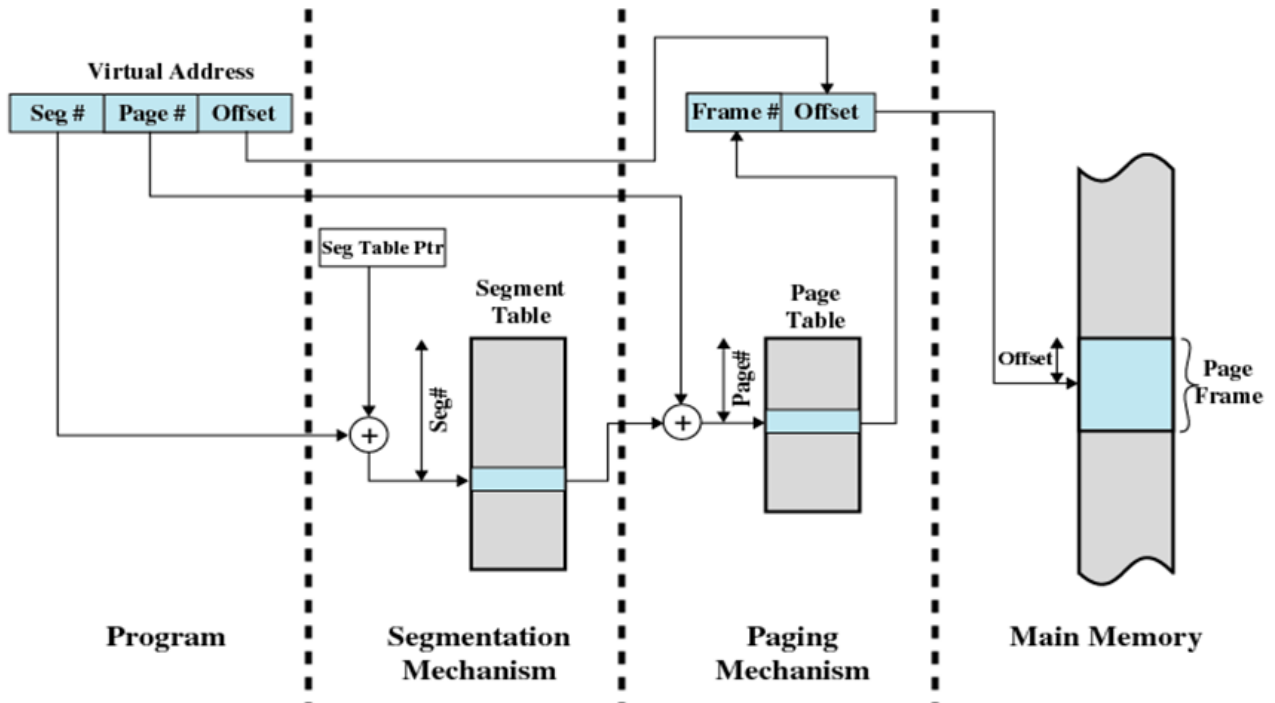 Virtual Address
Seg #
Page #
Offset
Frame #
Offset
Seg Table Ptr
Segment
Table
Page
Table
Seg#
Page#
+
+
Offset
Page
Frame
Program
Segmentation
Mechanism
Paging
Mechanism
Main Memory